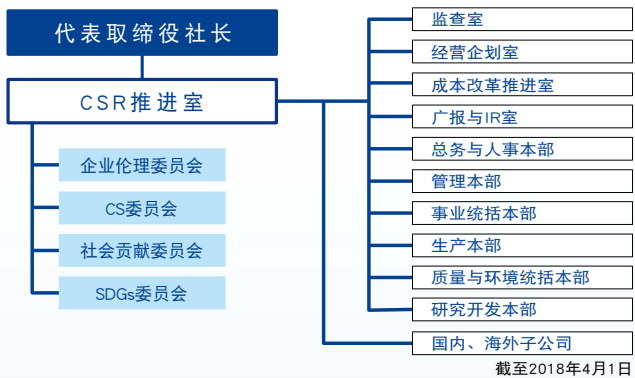 代表取缔役社长
CSR推进室
企业伦理委员会
CS委员会
社会贡献委员会
SDGs委员会
监查室
经营企划室
成本改革推进室
广报与IR室
总务与人事本部
管理本部
事业统括本部
生产本部
质量与环境统括本部
研究开发本部
国内、海外子公司
截至2018年4月1日